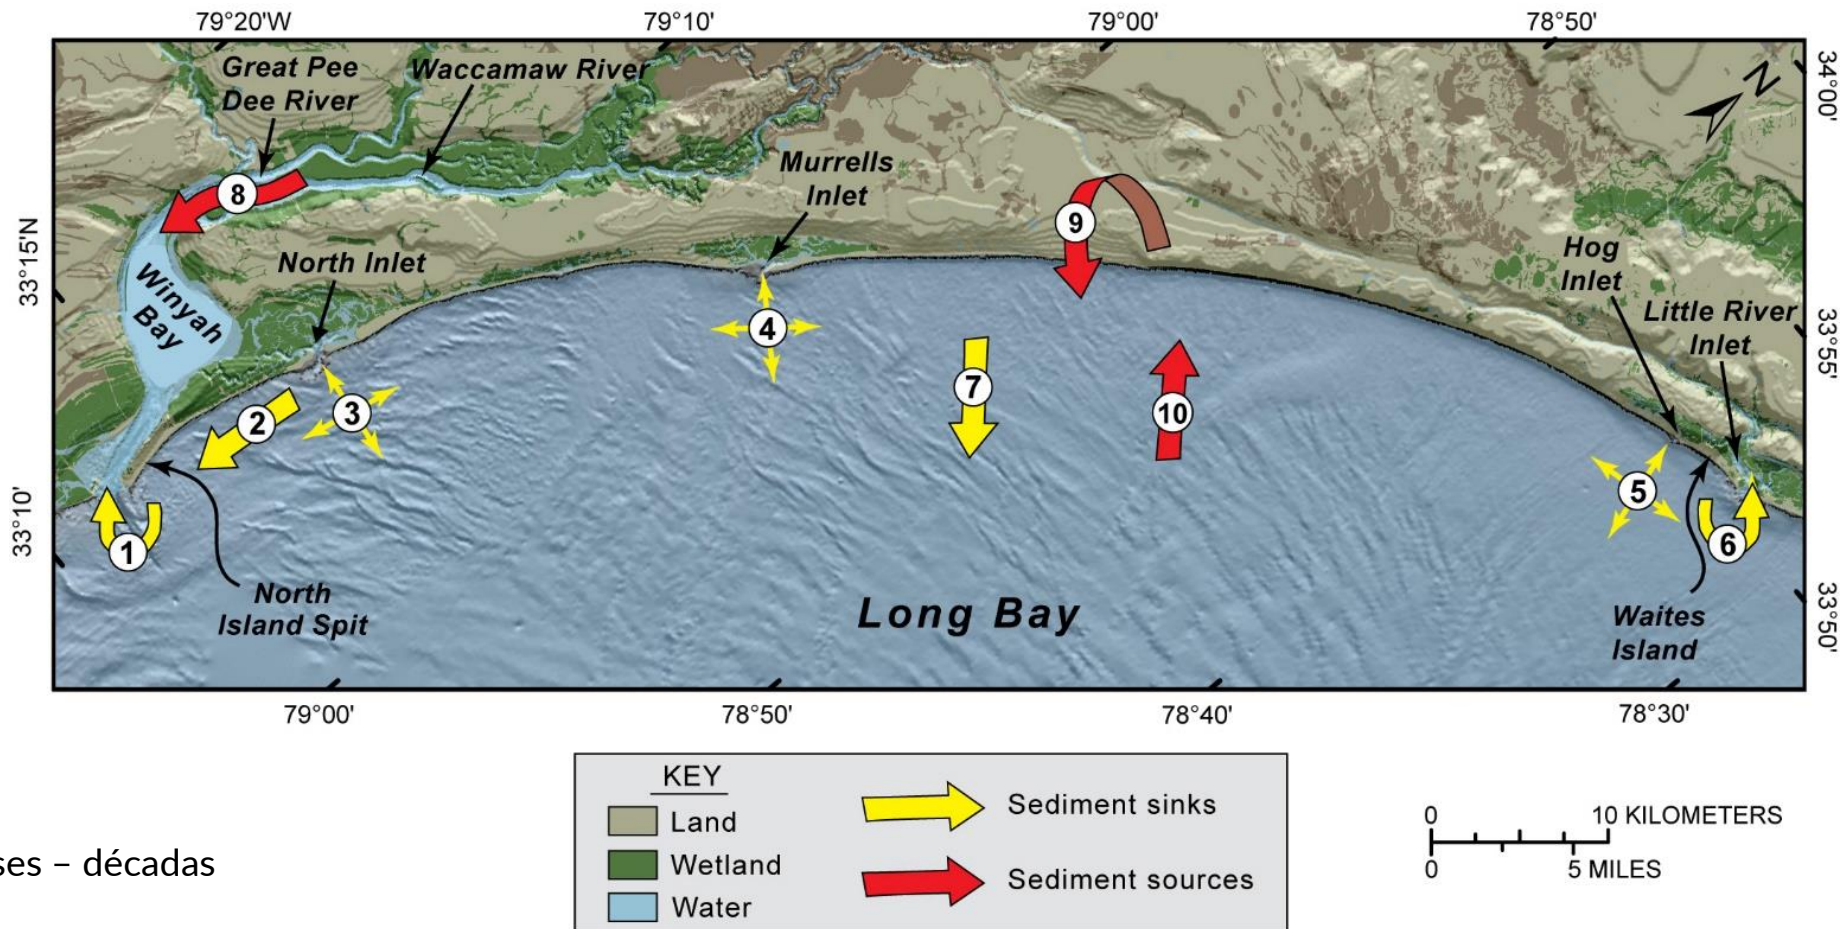 79°20'W
79°10'
79°00'
78°50'
Great Pee
Dee River
Waccamaw River
N
34°00'
8
Murrells
Inlet
9
33°15'N
North Inlet
Hog
Inlet
Winyah
Bay
4
Little River
Inlet
33°55'
7
10
2
3
5
33°10'
1
6
North
Island Spit
Long Bay
Waites
Island
33°50'
79°00'
78°50'
78°40'
78°30'
KEY
Land
Wetland
Water
Sediment sinks
Sediment sources
0
10 KILOMETERS
0
5 MILES
ses – décadas